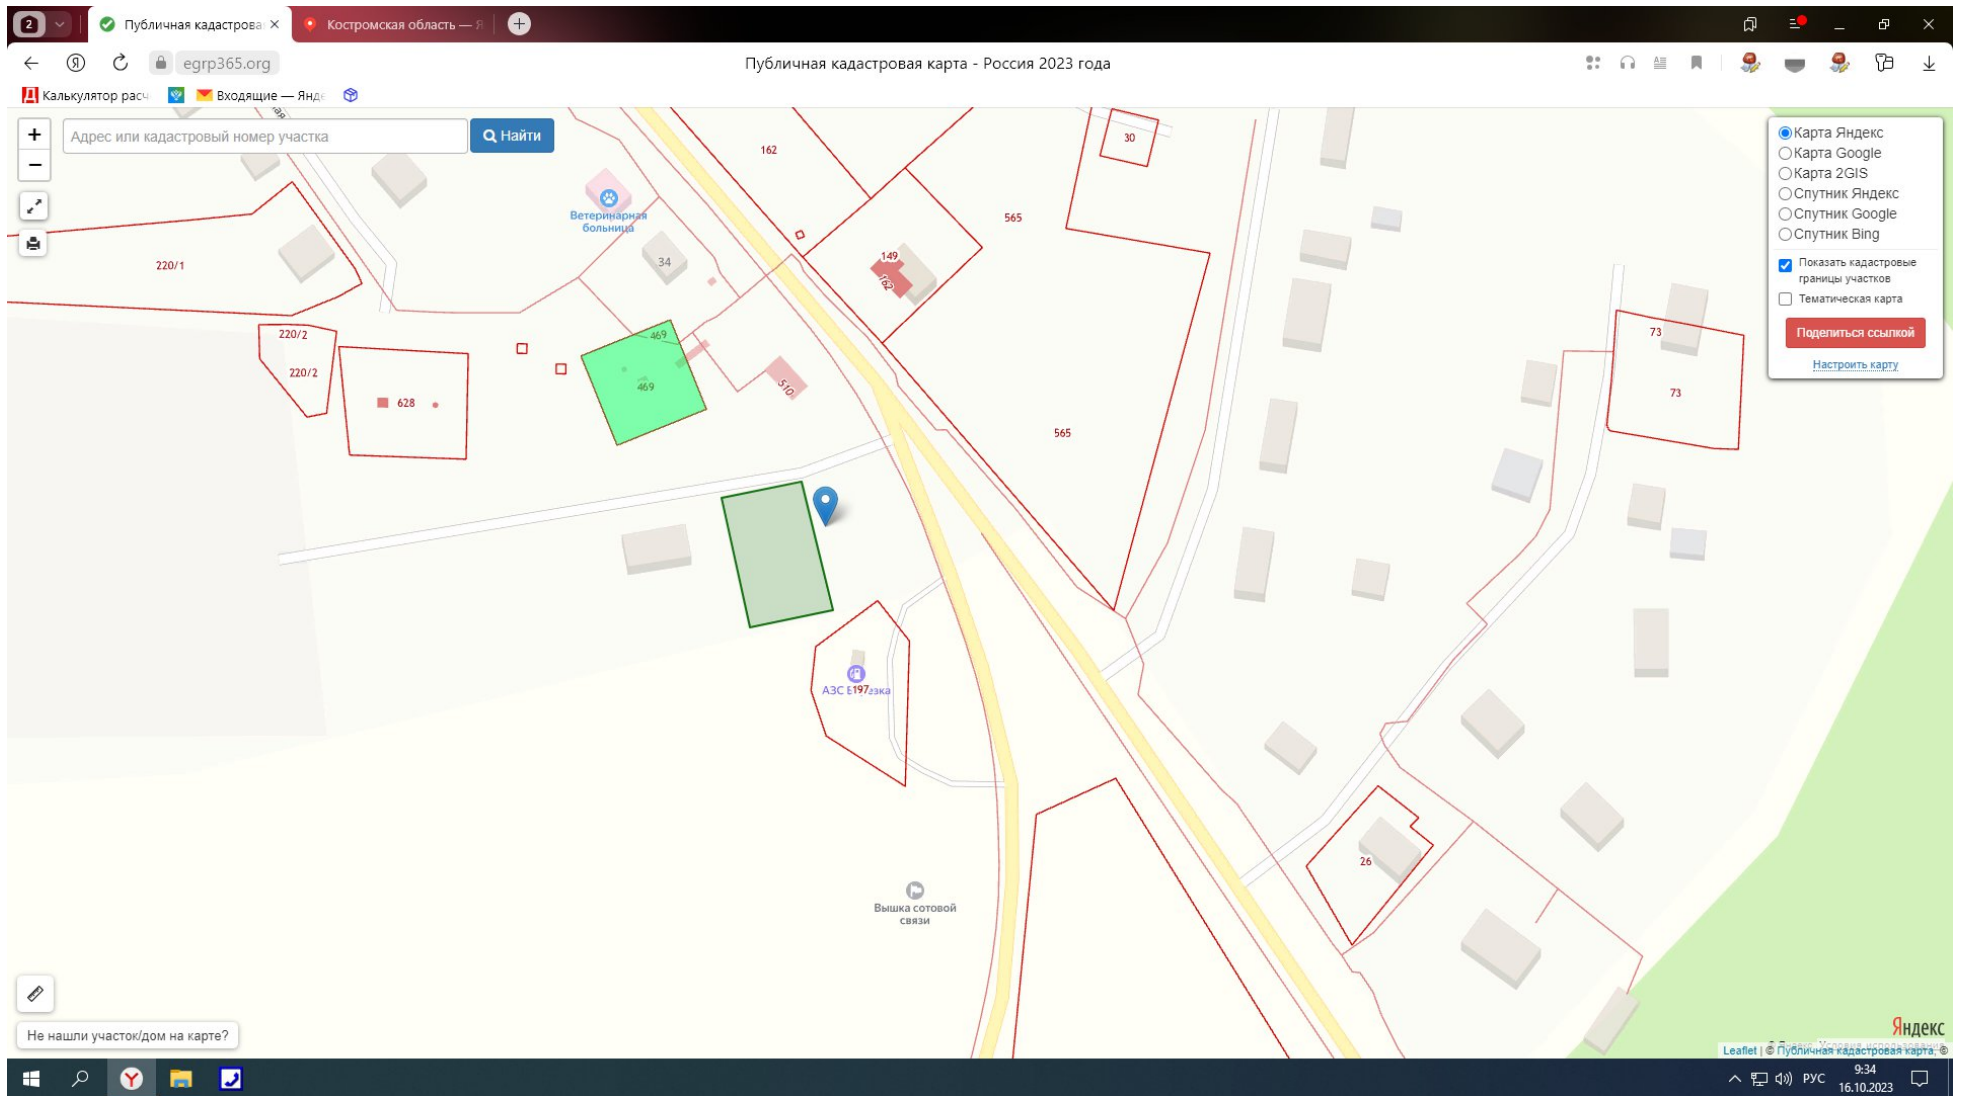 2
Публичная кадастрова
Костромская область — Я
egrp365.org
Публичная кадастровая карта - Россия 2023 года
Калькулятор расч
Входящие — Янде
+
−
Адрес или кадастровый номер участка
Найти
Карта Яндекс
Карта Google
Карта 2GIS
Спутник Яндекс
Спутник Google
Спутник Bing
Показать кадастровые
границы участков
Тематическая карта
Поделиться ссылкой
Настроить карту
162
30
Ветеринарная
больница
565
34
149
162
220/1
220/2
220/2
469
469
628
510
565
73
73
АЗС Б
197
зка
26
Вышка сотовой
связи
Не нашли участок/дом на карте?
Яндекс
Leaflet | © Публичная кадастровая карта, ©
РУС
9:34
16.10.2023